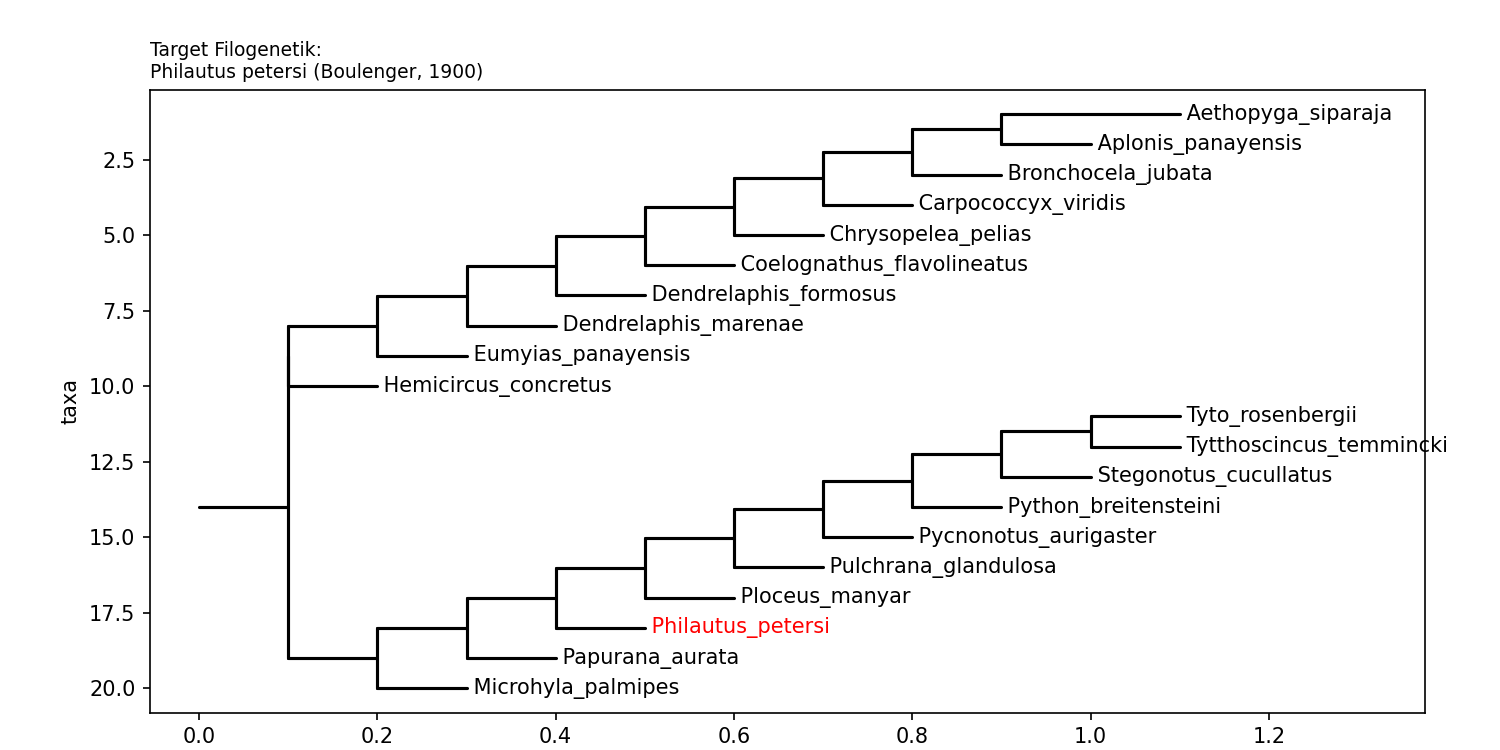 Target Filogenetik:
Philautus petersi (Boulenger, 1900)
Aethopyga_siparaja
Aplonis_panayensis
2.5
Bronchocela_jubata
Carpococcyx_viridis
5.0
Chrysopelea_pelias
Coelognathus_flavolineatus
Dendrelaphis_formosus
7.5
Dendrelaphis_marenae
Eumyias_panayensis
taxa
10.0
Hemicircus_concretus
Tyto_rosenbergii
Tytthoscincus_temmincki
12.5
Stegonotus_cucullatus
Python_breitensteini
15.0
Pycnonotus_aurigaster
Pulchrana_glandulosa
Ploceus_manyar
17.5
Philautus_petersi
Papurana_aurata
20.0
Microhyla_palmipes
0.0 0.2 0.4 0.6 0.8 1.0 1.2